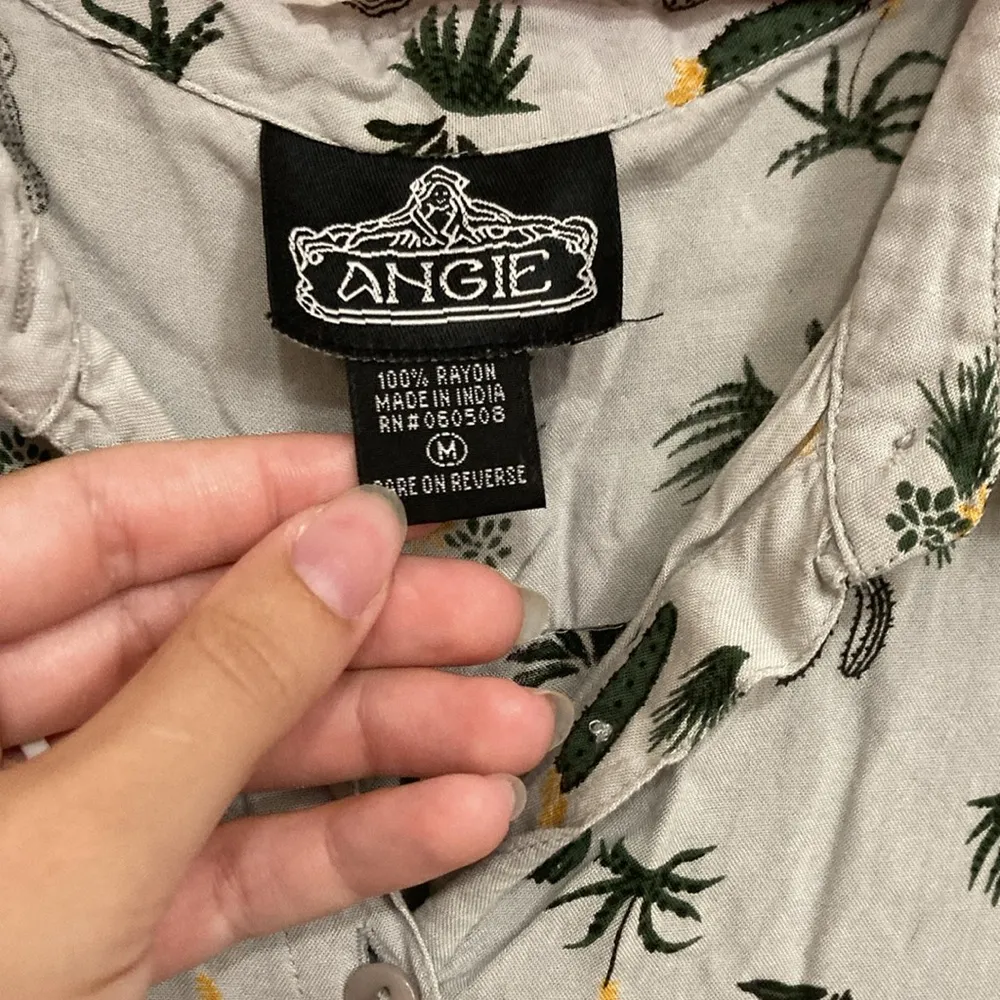 ANGIE
100% RAYON
MADE IN INDIA
RN#060508
M
CARE ON REVERSE